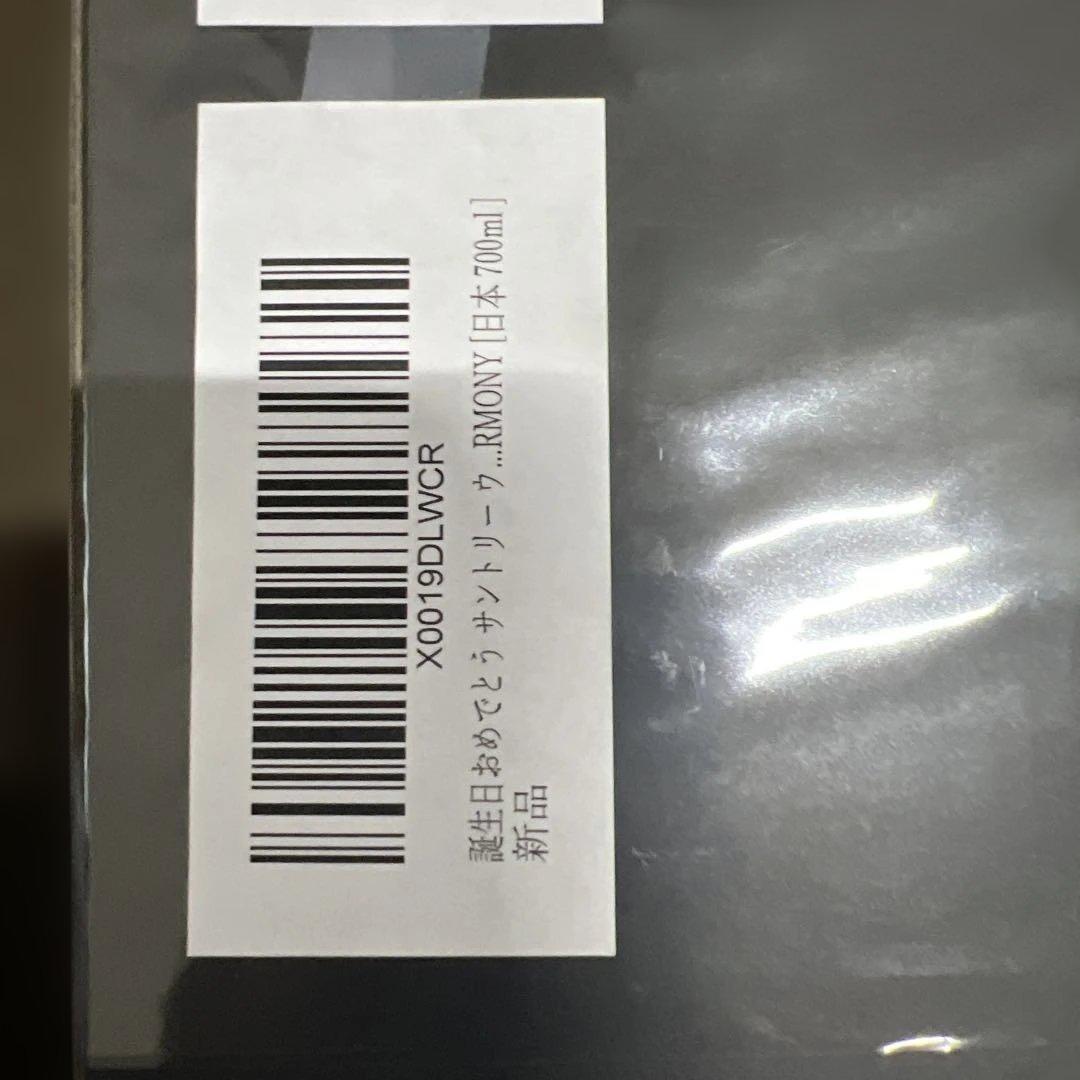 X0019DLWCR
誕生日おめでとう サントリー ウ...RMONY [日本 700ml ]
新品